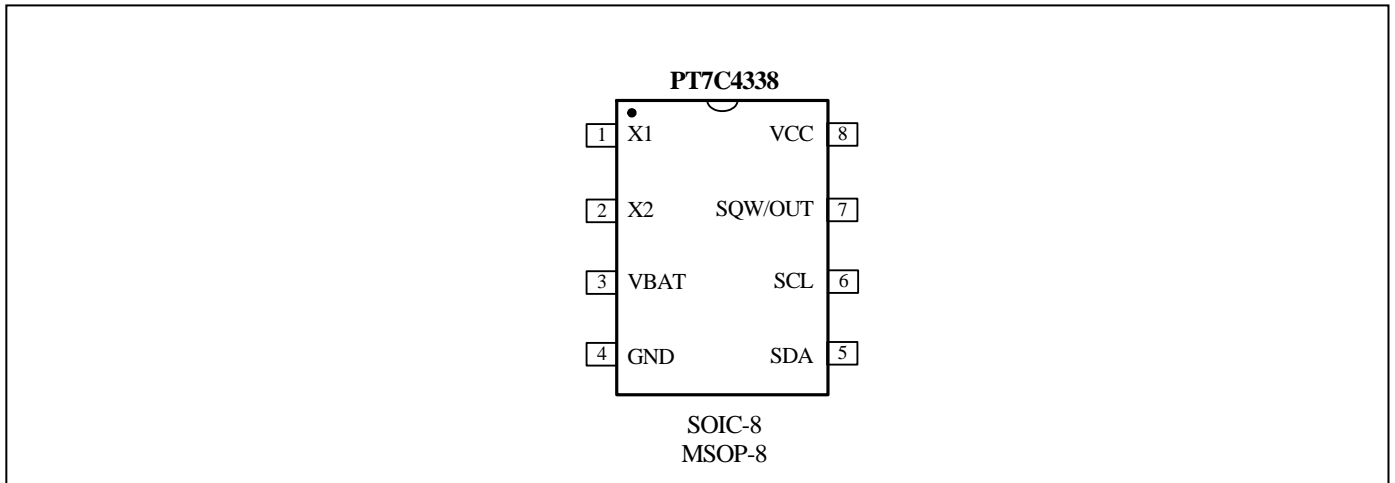 PT7C4338
1 X1 VCC 8
2 X2 SQW/OUT 7
3 VBAT SCL 6
4 GND SDA 5
SOIC-8
MSOP-8